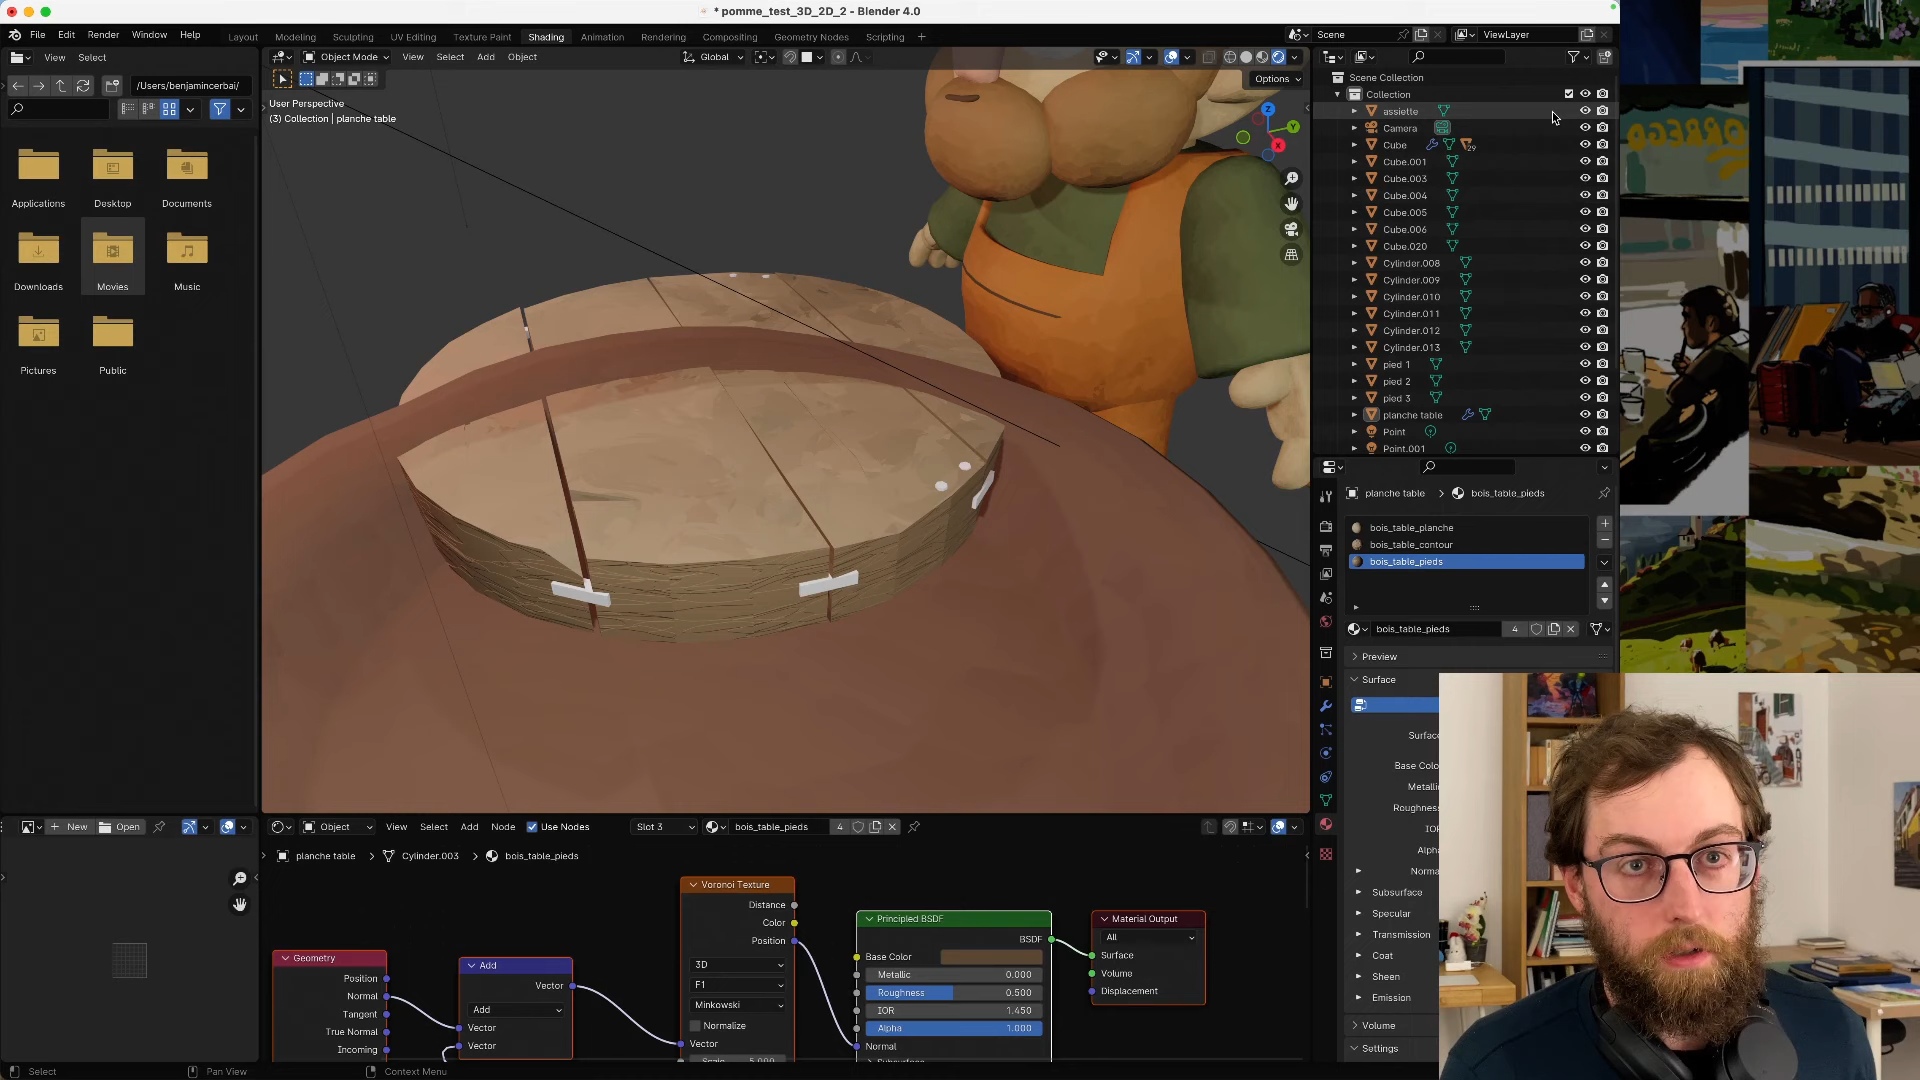 * pomme_test_3D_2D_2 - Blender 4.0
File Edit Render Window Help Layout Modeling Sculpting UV Editing Texture Paint Shading Animation Rendering Compositing Geometry Nodes Scripting + Scene ViewLayer
View Select
/Users/benjamincerbai/
Applications Desktop Documents
Downloads Movies Music
Pictures Public
Object Mode View Select Add Object Global
Options
User Perspective
(3) Collection | planche table
Z
Y
X
Scene Collection
Collection
assiette
Camera
Cube 29
Cube.001
Cube.003
Cube.004
Cube.005
Cube.006
Cube.020
Cylinder.008
Cylinder.009
Cylinder.010
Cylinder.011
Cylinder.012
Cylinder.013
pied 1
pied 2
pied 3
planche table
Point
Point.001
planche table > bois_table_pieds
bois_table_planche
bois_table_contour
bois_table_pieds
bois_table_pieds 4
Preview
Surface
Surfac
Base Colo
Metallic
Roughness
IOR
Alpha
Norma
Subsurface
Specular
Transmission
Coat
Sheen
Emission
Volume
Settings
+ New Open
Object View Select Add Node Use Nodes Slot 3 bois_table_pieds 4
planche table > Cylinder.003 > bois_table_pieds
Geometry
Position
Normal
Tangent
True Normal
Incoming
Add
Vector
Add
Vector
Vector
Voronoi Texture
Distance
Color
Position
3D
F1
Minkowski
Normalize
Vector
Scale 5.000
Principled BSDF
BSDF
Base Color
Metallic 0.000
Roughness 0.500
IOR 1.450
Alpha 1.000
Normal
Subsurface
Material Output
All
Surface
Volume
Displacement
Select Pan View Context Menu